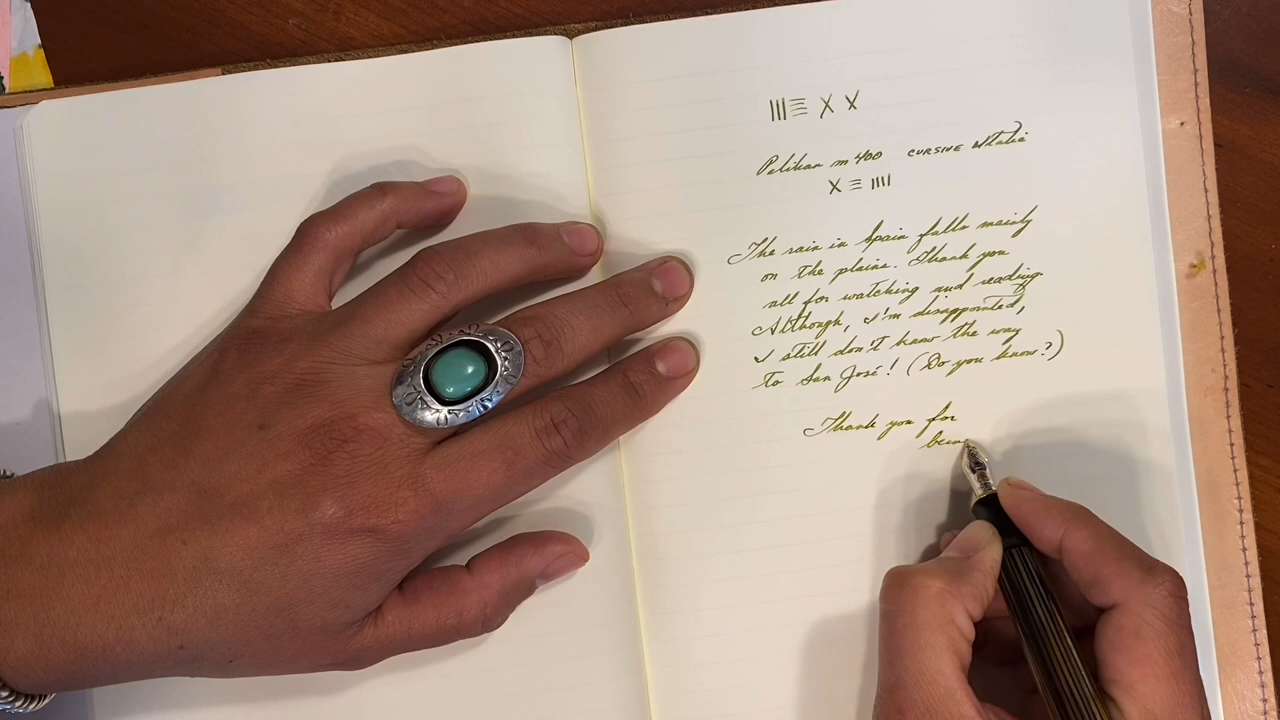 Pelikan m400 CURSIVE Italic
The rain in Spain falls mainly
on the plains. Thank you
all for watching and reading.
Although, I'm disappointed,
I still don't know the way
to San José! (Do you know?)
Thank you for
being